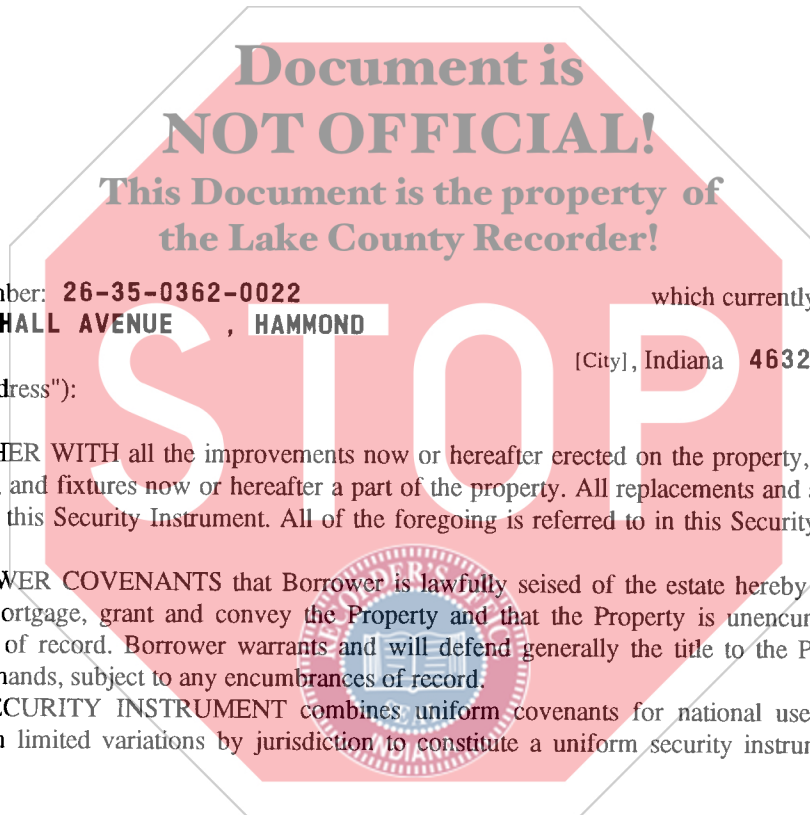 Document is
NOT OFFICIAL!
This Document is the property of
the Lake County Recorder!
mber: 26-35-0362-0022 which currently
HALL AVENUE , HAMMOND
[City], Indiana 4632
dress"):
STOP
HER WITH all the improvements now or hereafter erected on the property,
and fixtures now or hereafter a part of the property. All replacements and
this Security Instrument. All of the foregoing is referred to in this Security
WER COVENANTS that Borrower is lawfully seised of the estate hereby
ortgage, grant and convey the Property and that the Property is unencu
of record. Borrower warrants and will defend generally the title to the P
mands, subject to any encumbrances of record.
ECURITY INSTRUMENT combines uniform covenants for national use
limited variations by jurisdiction to constitute a uniform security instru
RECORDER'S OFFIC
INDIANA